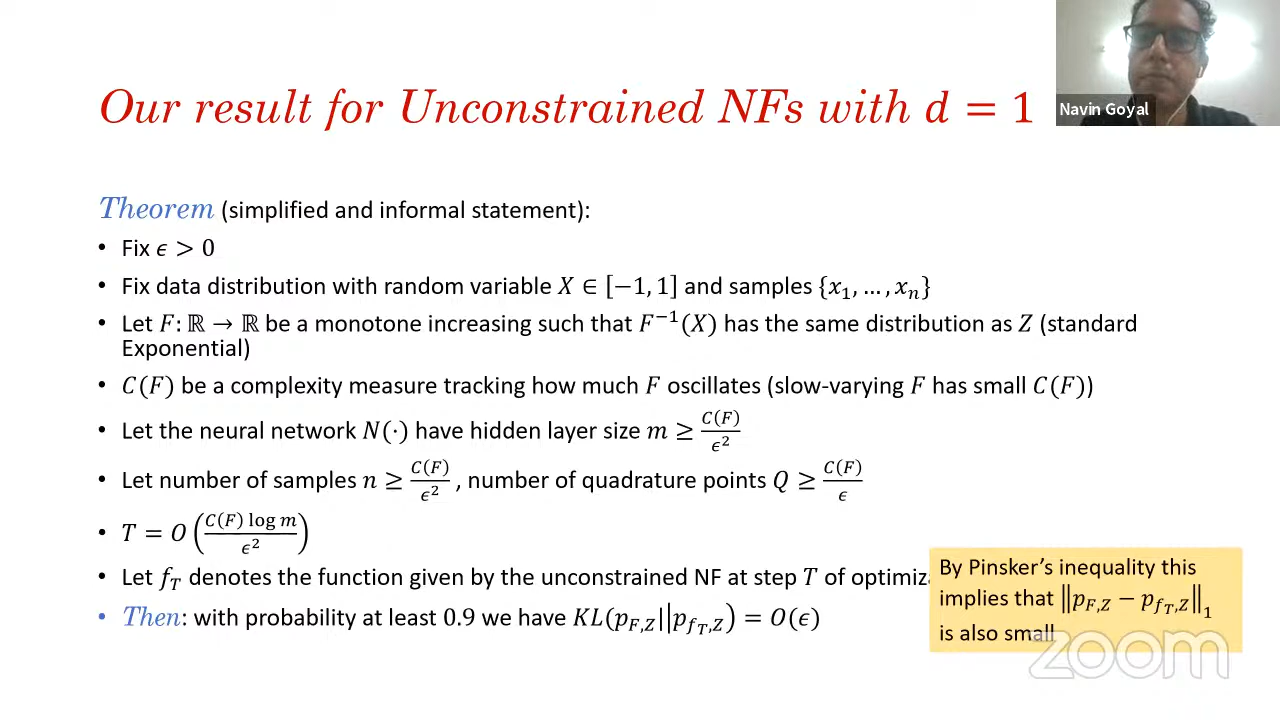 Our result for Unconstrained NFs with d = 1
Navin Goyal
Theorem (simplified and informal statement):
• Fix ϵ > 0
• Fix data distribution with random variable X ∈ [−1, 1] and samples {x₁, … , xₙ}
• Let F: ℝ → ℝ be a monotone increasing such that F⁻¹(X) has the same distribution as Z (standard
Exponential)
• C(F) be a complexity measure tracking how much F oscillates (slow-varying F has small C(F))
• Let the neural network N(·) have hidden layer size m ≥ C(F)/ϵ²
• Let number of samples n ≥ C(F)/ϵ² , number of quadrature points Q ≥ C(F)/ϵ
• T = O(C(F) log m/ϵ²)
• Let f_T denotes the function given by the unconstrained NF at step T of
• Then: with probability at least 0.9 we have KL(p_{F,Z}||p_{f_T,Z}) = O(ϵ)
By Pinsker's inequality this
implies that ‖p_{F,Z} − p_{f_T,Z}‖₁
is also small
zoom